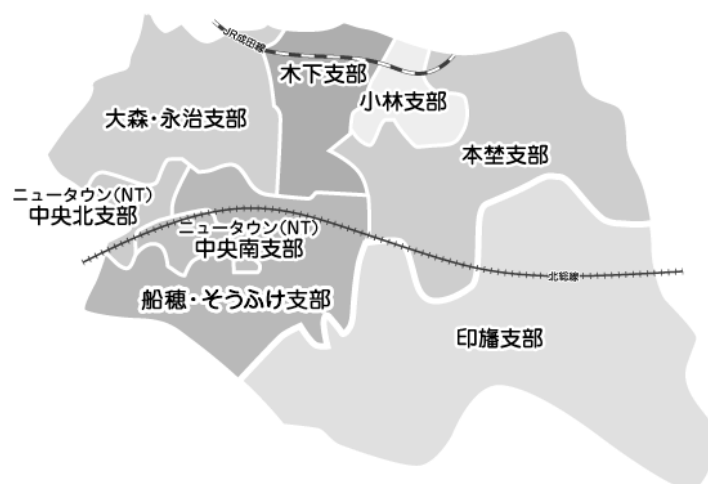 JR成田線
木下支部
小林支部
大森・永治支部
本埜支部
ニュータウン(NT)
中央北支部
ニュータウン(NT)
中央南支部
北総線
船穂・そうふけ支部
印旛支部